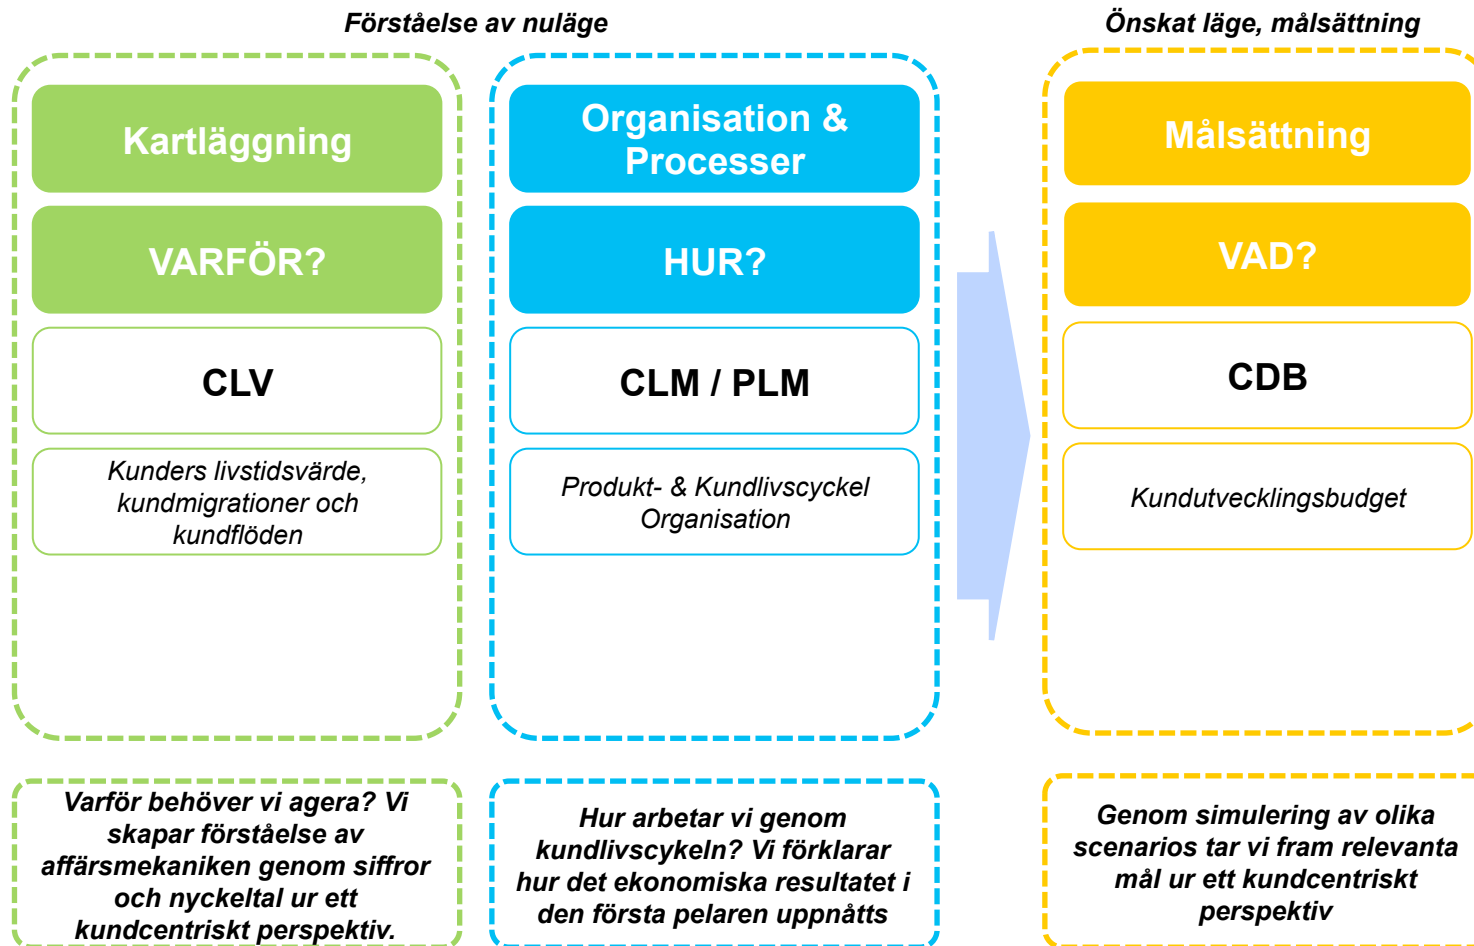 Förståelse av nuläge
Önskat läge, målsättning
Kartläggning
VARFÖR?
CLV
Kunders livstidsvärde,
kundmigrationer och
kundflöden
Organisation &
Processer
HUR?
CLM / PLM
Produkt- & Kundlivscyckel
Organisation
Målsättning
VAD?
CDB
Kundutvecklingsbudget
Varför behöver vi agera? Vi
skapar förståelse av
affärsmekaniken genom siffror
och nyckeltal ur ett
kundcentriskt perspektiv.
Hur arbetar vi genom
kundlivscykeln? Vi förklarar
hur det ekonomiska resultatet i
den första pelaren uppnåtts
Genom simulering av olika
scenarios tar vi fram relevanta
mål ur ett kundcentriskt
perspektiv